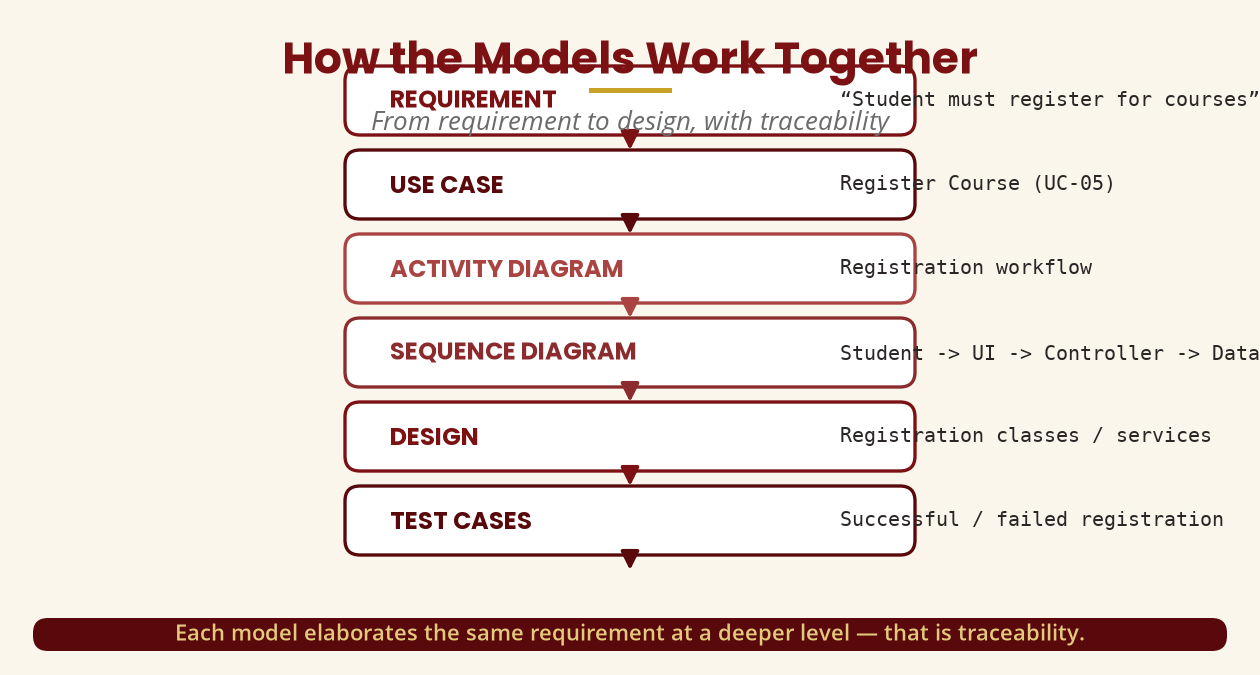 How the Models Work Together
REQUIREMENT “Student must register for courses”
From requirement to design, with traceability
USE CASE Register Course (UC-05)
ACTIVITY DIAGRAM Registration workflow
SEQUENCE DIAGRAM Student -> UI -> Controller -> Data
DESIGN Registration classes / services
TEST CASES Successful / failed registration
Each model elaborates the same requirement at a deeper level — that is traceability.